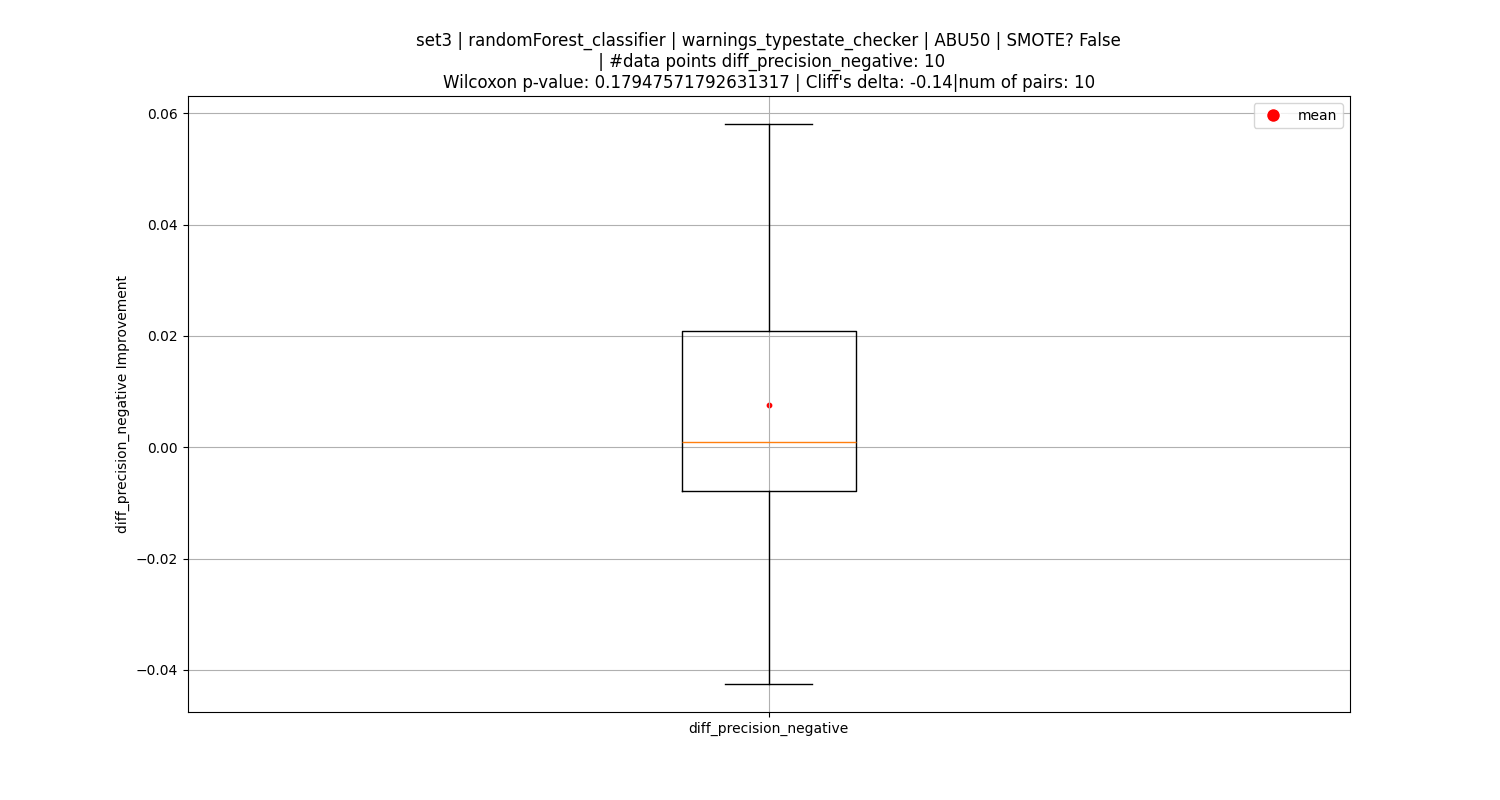 set3 | randomForest_classifier | warnings_typestate_checker | ABU50 | SMOTE? False
| #data points diff_precision_negative: 10
Wilcoxon p-value: 0.17947571792631317 | Cliff's delta: -0.14|num of pairs: 10
mean
0.06
0.04
0.02
0.00
−0.02
−0.04
diff_precision_negative Improvement
diff_precision_negative